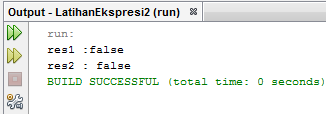 Output - LatihanEkspresi2 (run)
run:
res1 :false
res2 : false
BUILD SUCCESSFUL (total time: 0 seconds)